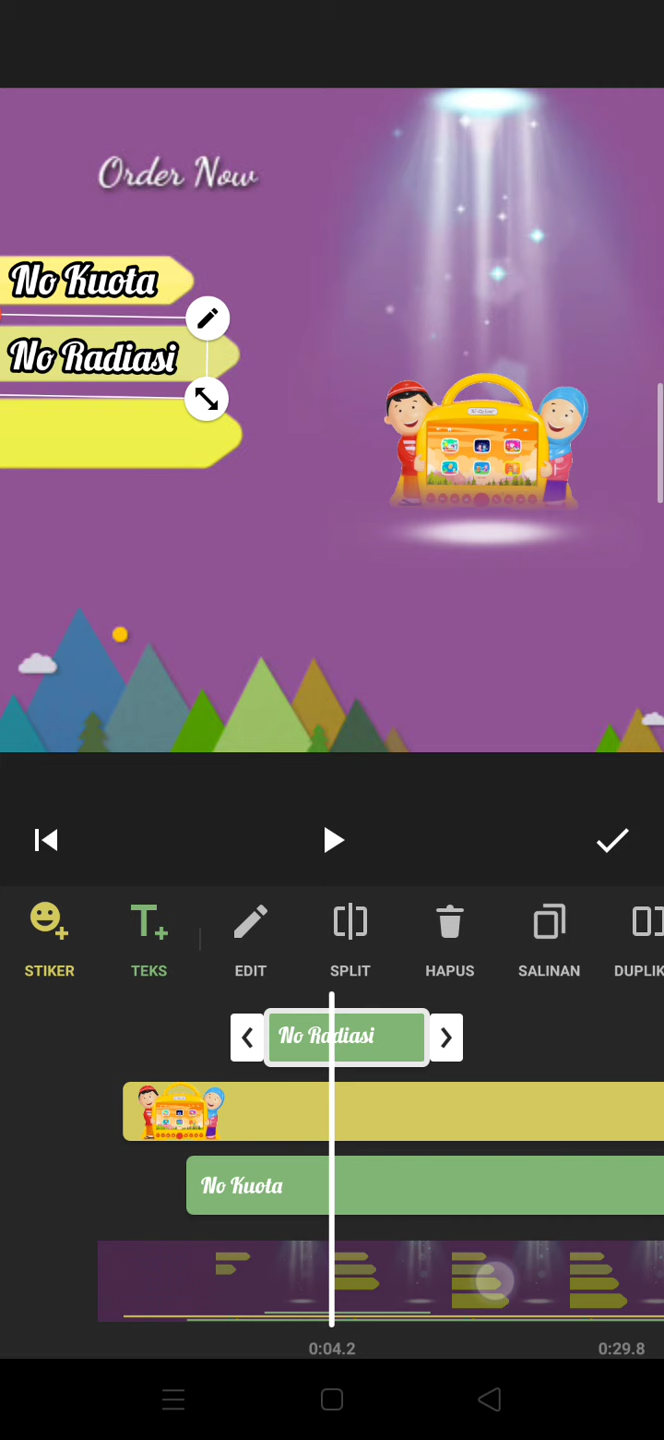 Order Now
No Kuota
No Radiasi
STIKER
TEKS
EDIT
SPLIT
HAPUS
SALINAN
DUPLIK
No Radiasi
No Kuota
0:04.2
0:29.8